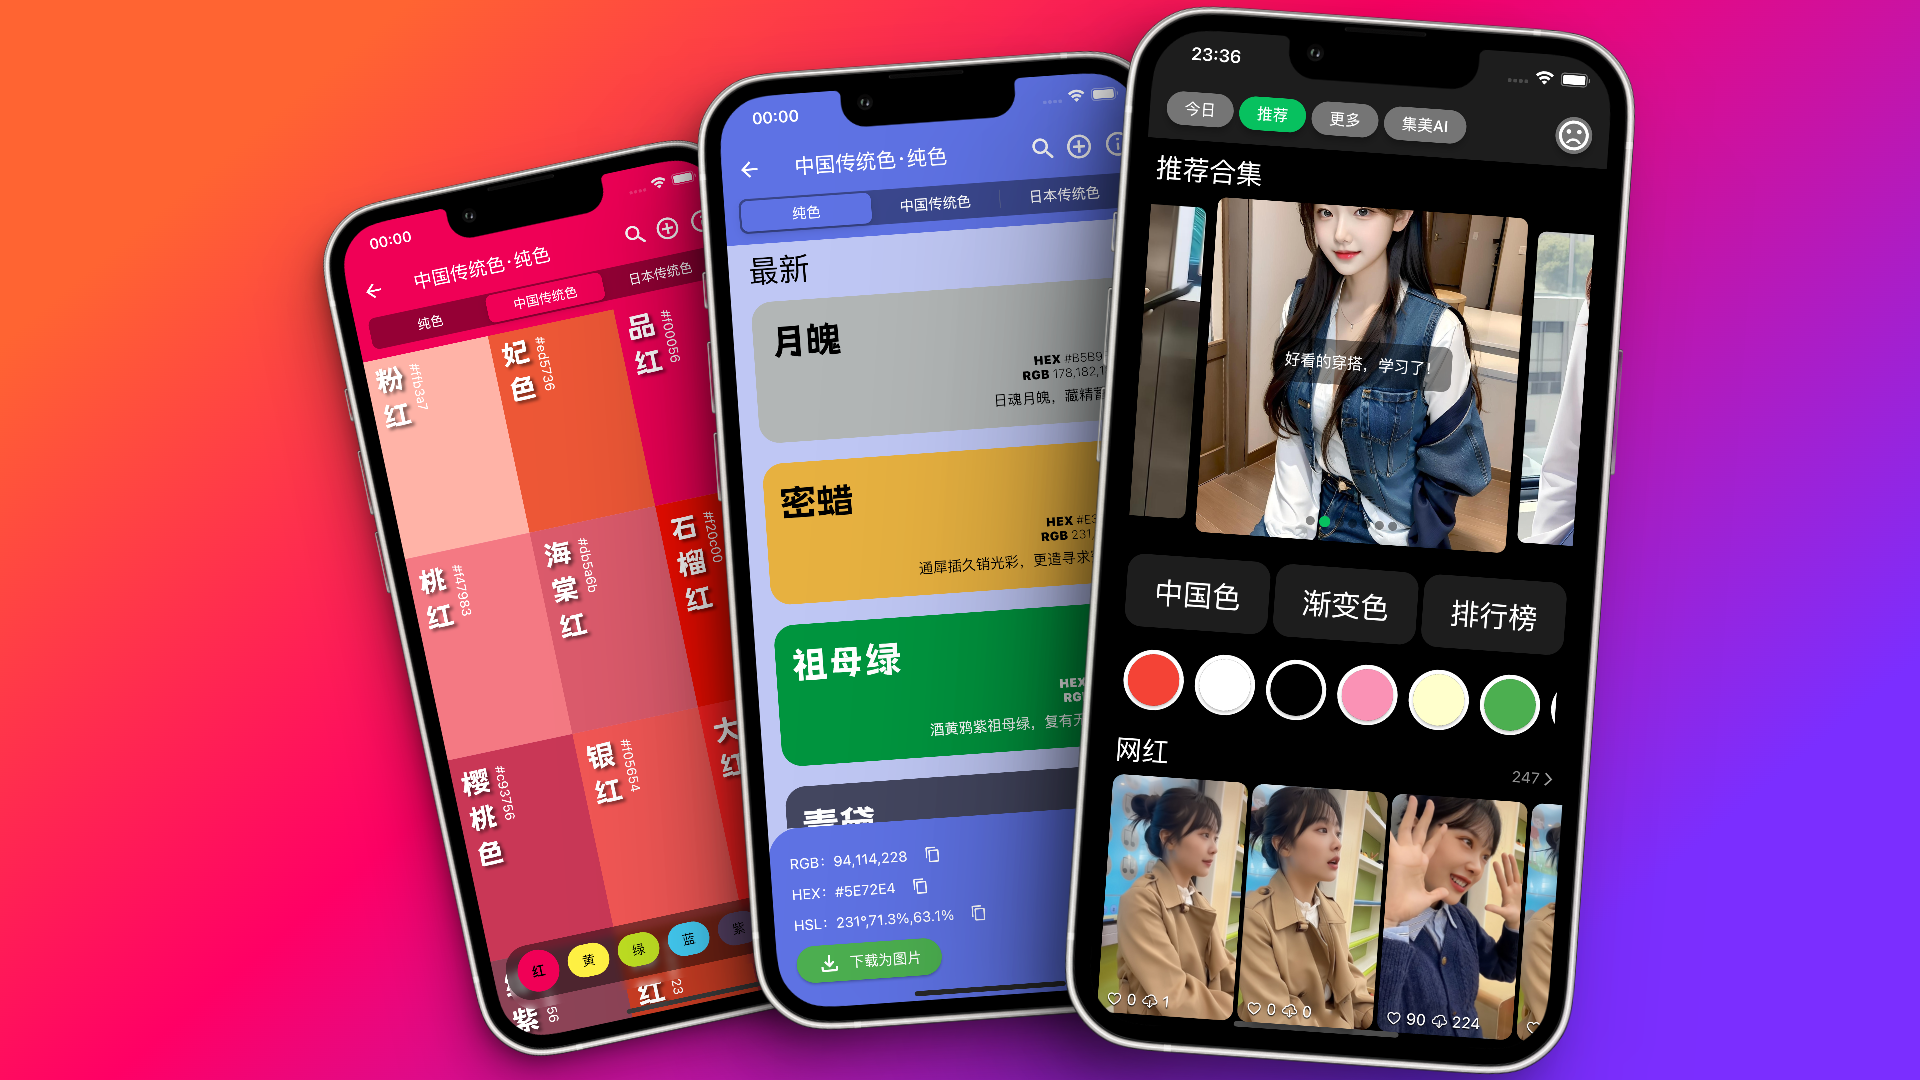 00:00
中国传统色·纯色
纯色
中国传统色
日本传统色
粉红
#ffb3a7
妃色
#ed5736
品红
#f00056
桃红
#f47983
海棠红
#db5a6b
石榴红
#f20c00
樱桃色
#c93756
银红
#f05654
大红
红
黄
绿
蓝
紫
紫
56
红
23
00:00
中国传统色·纯色
纯色
中国传统色
日本传统色
最新
月魄
HEX #B5B9
RGB 178,182,1
日魂月魄，藏精蓄
密蜡
HEX #E3
RGB 231,
通犀插久销光彩，更造寻求
祖母绿
HEX
RG
酒黄鸦紫祖母绿，复有无
青袋
RGB：94,114,228
HEX：#5E72E4
HSL：231°,71.3%,63.1%
下载为图片
23:36
今日
推荐
更多
集美AI
推荐合集
好看的穿搭，学习了！
中国色
渐变色
排行榜
网红
247
0 1
0 0
90 224